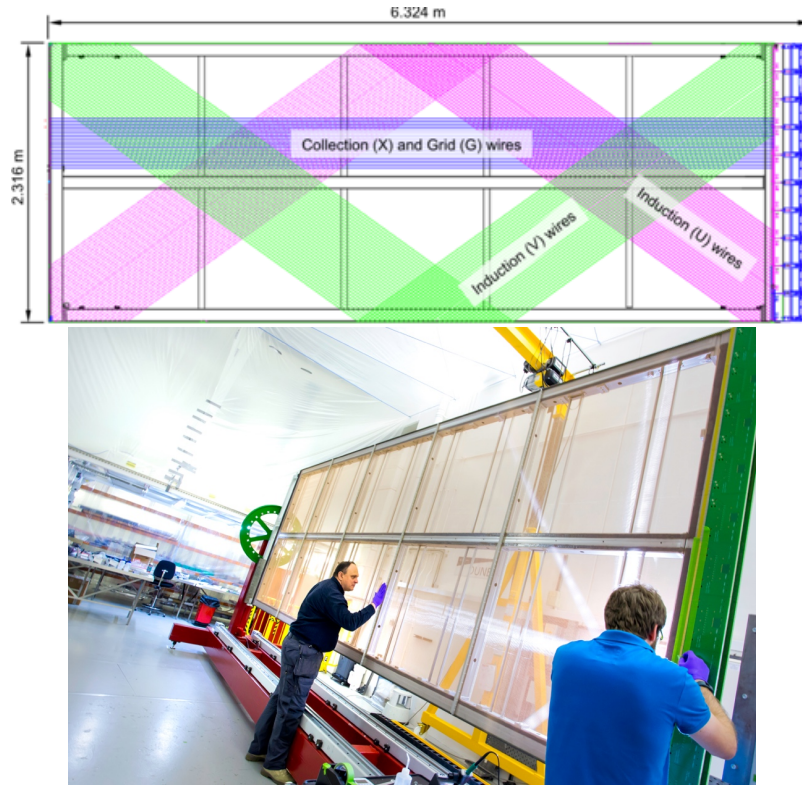 6.324 m
2.316 m
Collection (X) and Grid (G) wires
Induction (V) wires
Induction (U) wires